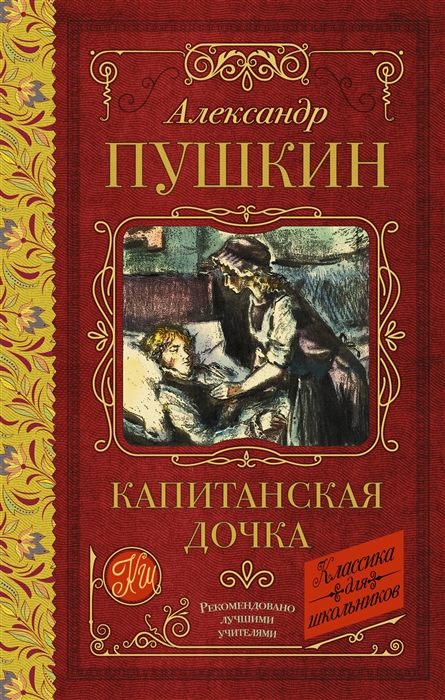 Александр
ПУШКИН
КАПИТАНСКАЯ
ДОЧКА
КШ
Рекомендовано
лучшими
учителями
Классика
для
школьников